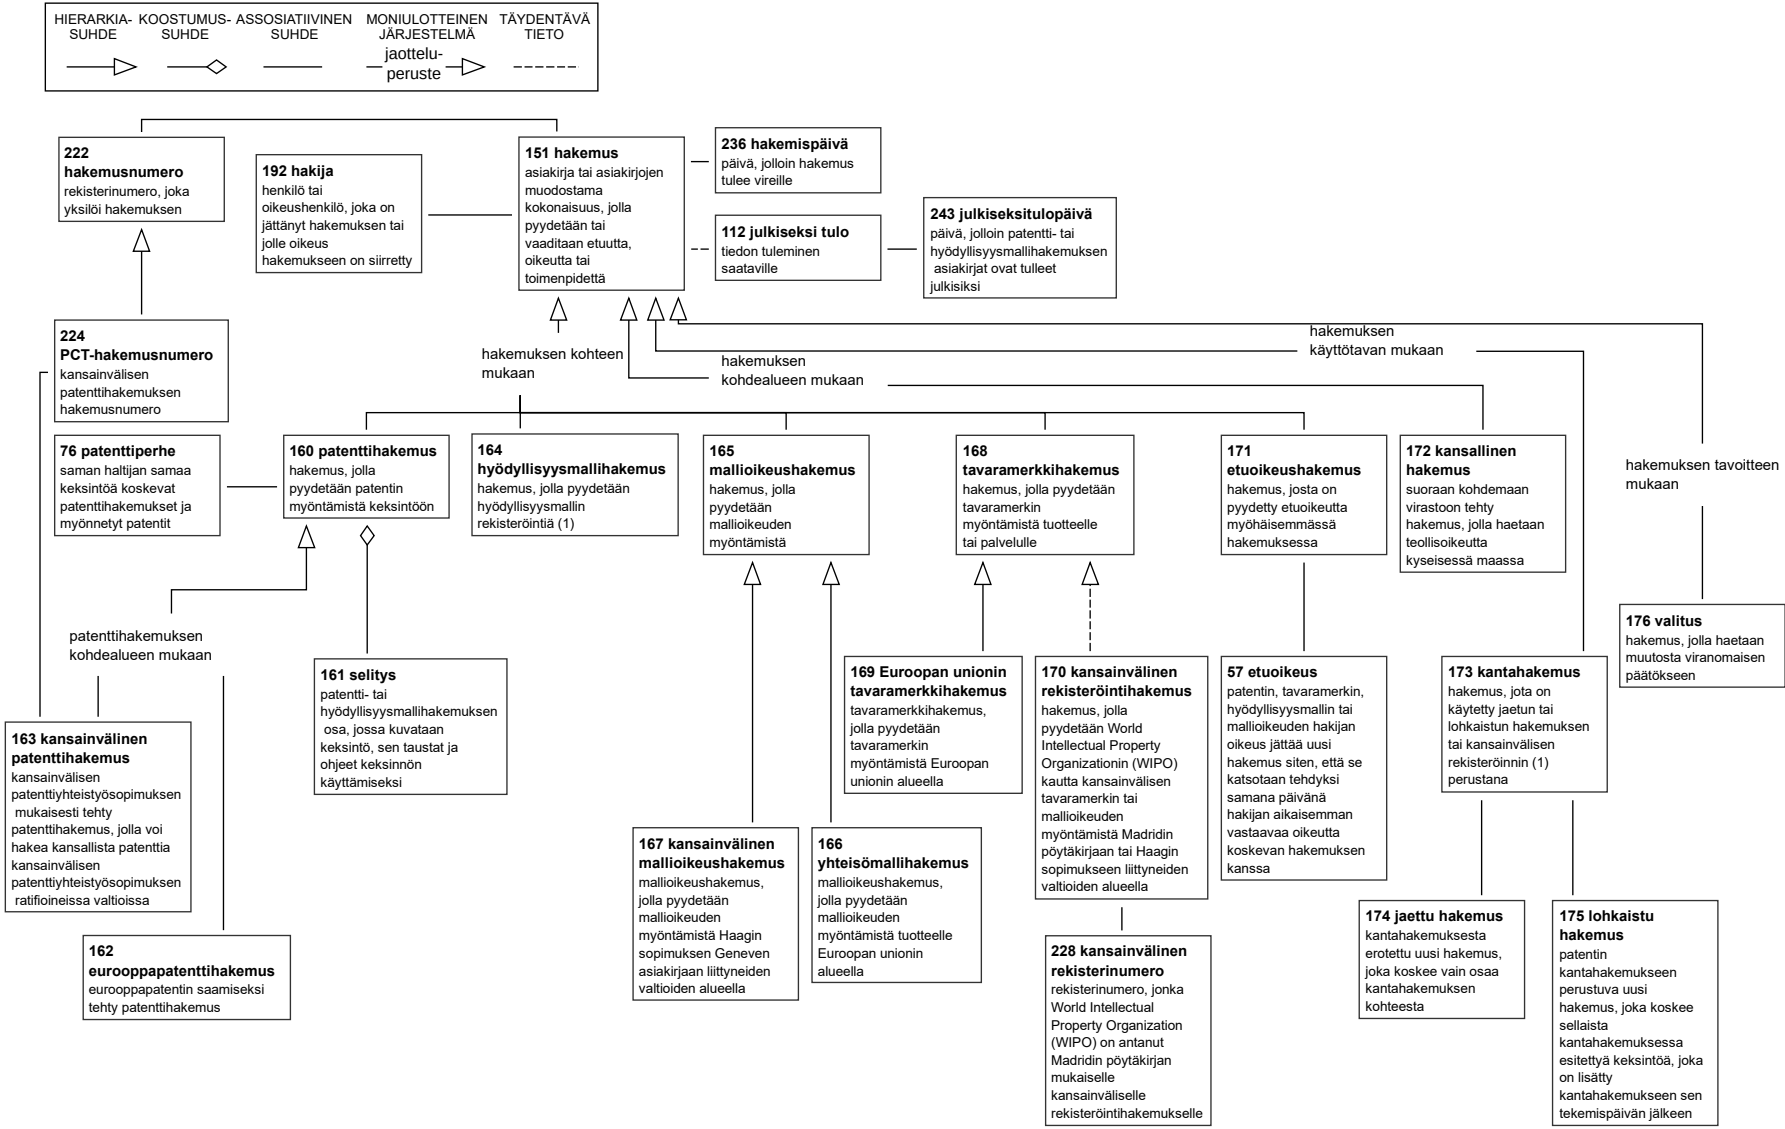 HIERARKIA-
SUHDE
KOOSTUMUS-
SUHDE
ASSOSIATIIVINEN
SUHDE
MONIULOTTEINEN
JÄRJESTELMÄ
jaottelu-
peruste
TÄYDENTÄVÄ
TIETO
222
hakemusnumero
rekisterinumero, joka
yksilöi hakemuksen
192 hakija
henkilö tai
oikeushenkilö, joka on
jättänyt hakemuksen tai
jolle oikeus
hakemukseen on siirretty
151 hakemus
asiakirja tai asiakirjojen
muodostama
kokonaisuus, jolla
pyydetään tai
vaaditaan etuutta,
oikeutta tai
toimenpidettä
236 hakemispäivä
päivä, jolloin hakemus
tulee vireille
112 julkiseksi tulo
tiedon tuleminen
saataville
243 julkiseksitulopäivä
päivä, jolloin patentti- tai
hyödyllisyysmallihakemuksen
asiakirjat ovat tulleet
julkisiksi
224
PCT-hakemusnumero
kansainvälisen
patenttihakemuksen
hakemusnumero
hakemuksen kohteen
mukaan
hakemuksen
kohdealueen mukaan
hakemuksen
käyttötavan mukaan
hakemuksen tavoitteen
mukaan
76 patenttiperhe
saman haltijan samaa
keksintöä koskevat
patenttihakemukset ja
myönnetyt patentit
160 patenttihakemus
hakemus, jolla
pyydetään patentin
myöntämistä keksintöön
164
hyödyllisyysmallihakemus
hakemus, jolla pyydetään
hyödyllisyysmallin
rekisteröintiä (1)
165
mallioikeushakemus
hakemus, jolla
pyydetään
mallioikeuden
myöntämistä
168
tavaramerkkihakemus
hakemus, jolla pyydetään
tavaramerkin
myöntämistä tuotteelle
tai palvelulle
171
etuoikeushakemus
hakemus, josta on
pyydetty etuoikeutta
myöhäisemmässä
hakemuksessa
172 kansallinen
hakemus
suoraan kohdemaan
virastoon tehty
hakemus, jolla haetaan
teollisoikeutta
kyseisessä maassa
176 valitus
hakemus, jolla haetaan
muutosta viranomaisen
päätökseen
patenttihakemuksen
kohdealueen mukaan
161 selitys
patentti- tai
hyödyllisyysmallihakemuksen
osa, jossa kuvataan
keksintö, sen taustat ja
ohjeet keksinnön
käyttämiseksi
169 Euroopan unionin
tavaramerkkihakemus
tavaramerkkihakemus,
jolla pyydetään
tavaramerkin
myöntämistä Euroopan
unionin alueella
170 kansainvälinen
rekisteröintihakemus
hakemus, jolla
pyydetään World
Intellectual Property
Organizationin (WIPO)
kautta kansainvälisen
tavaramerkin tai
mallioikeuden
myöntämistä Madridin
pöytäkirjaan tai Haagin
sopimukseen liittyneiden
valtioiden alueella
57 etuoikeus
patentin, tavaramerkin,
hyödyllisyysmallin tai
mallioikeuden hakijan
oikeus jättää uusi
hakemus siten, että se
katsotaan tehdyksi
samana päivänä
hakijan aikaisemman
vastaavaa oikeutta
koskevan hakemuksen
kanssa
173 kantahakemus
hakemus, jota on
käytetty jaetun tai
lohkaistun hakemuksen
tai kansainvälisen
rekisteröinnin (1)
perustana
163 kansainvälinen
patenttihakemus
kansainvälisen
patenttiyhteistyösopimuksen
mukaisesti tehty
patenttihakemus, jolla voi
hakea kansallista patenttia
kansainvälisen
patenttiyhteistyösopimuksen
ratifioineissa valtioissa
162
eurooppapatenttihakemus
eurooppapatentin saamiseksi
tehty patenttihakemus
167 kansainvälinen
mallioikeushakemus
mallioikeushakemus,
jolla pyydetään
mallioikeuden
myöntämistä Haagin
sopimuksen Geneven
asiakirjaan liittyneiden
valtioiden alueella
166
yhteisömallihakemus
mallioikeushakemus,
jolla pyydetään
mallioikeuden
myöntämistä tuotteelle
Euroopan unionin
alueella
228 kansainvälinen
rekisterinumero
rekisterinumero, jonka
World Intellectual
Property Organization
(WIPO) on antanut
Madridin pöytäkirjan
mukaiselle
kansainväliselle
rekisteröintihakemukselle
174 jaettu hakemus
kantahakemuksesta
erotettu uusi hakemus,
joka koskee vain osaa
kantahakemuksen
kohteesta
175 lohkaistu
hakemus
patentin
kantahakemukseen
perustuva uusi
hakemus, joka koskee
sellaista
kantahakemuksessa
esitettyä keksintöä, joka
on lisätty
kantahakemukseen sen
tekemispäivän jälkeen